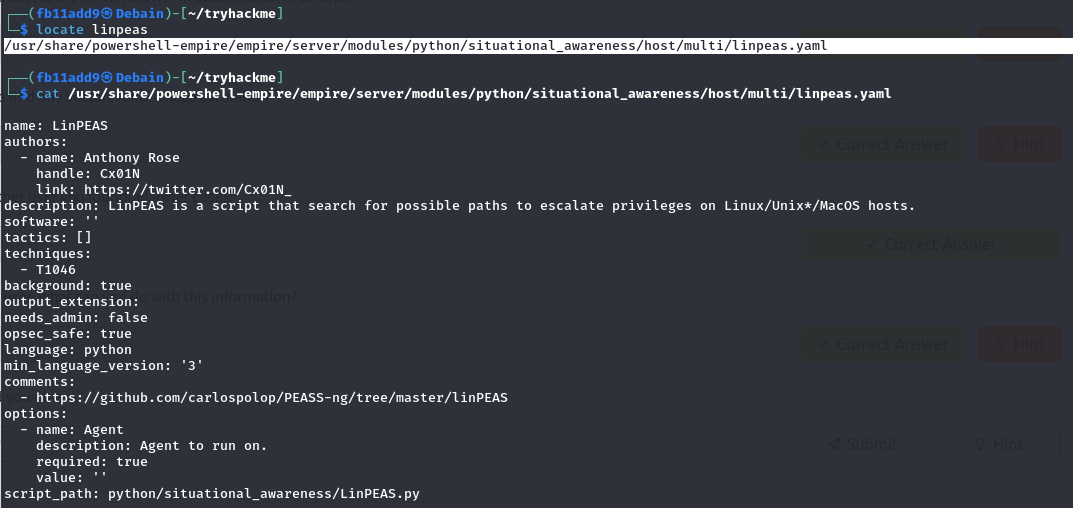 ┌──(fb11add9㉿Debain)-[~/tryhackme]
└─$ locate linpeas
/usr/share/powershell-empire/empire/server/modules/python/situational_awareness/host/multi/linpeas.yaml
┌──(fb11add9㉿Debain)-[~/tryhackme]
└─$ cat /usr/share/powershell-empire/empire/server/modules/python/situational_awareness/host/multi/linpeas.yaml
name: LinPEAS
authors:
  - name: Anthony Rose
    handle: Cx01N
    link: https://twitter.com/Cx01N_
description: LinPEAS is a script that search for possible paths to escalate privileges on Linux/Unix*/MacOS hosts.
software: ''
tactics: []
techniques:
  - T1046
background: true
output_extension:
needs_admin: false
opsec_safe: true
language: python
min_language_version: '3'
comments:
  - https://github.com/carlospolop/PEASS-ng/tree/master/linPEAS
options:
  - name: Agent
    description: Agent to run on.
    required: true
    value: ''
script_path: python/situational_awareness/LinPEAS.py
Correct Answer
Hint
Correct Answer
with this information?
Correct Answer
Hint
Submit
Hint